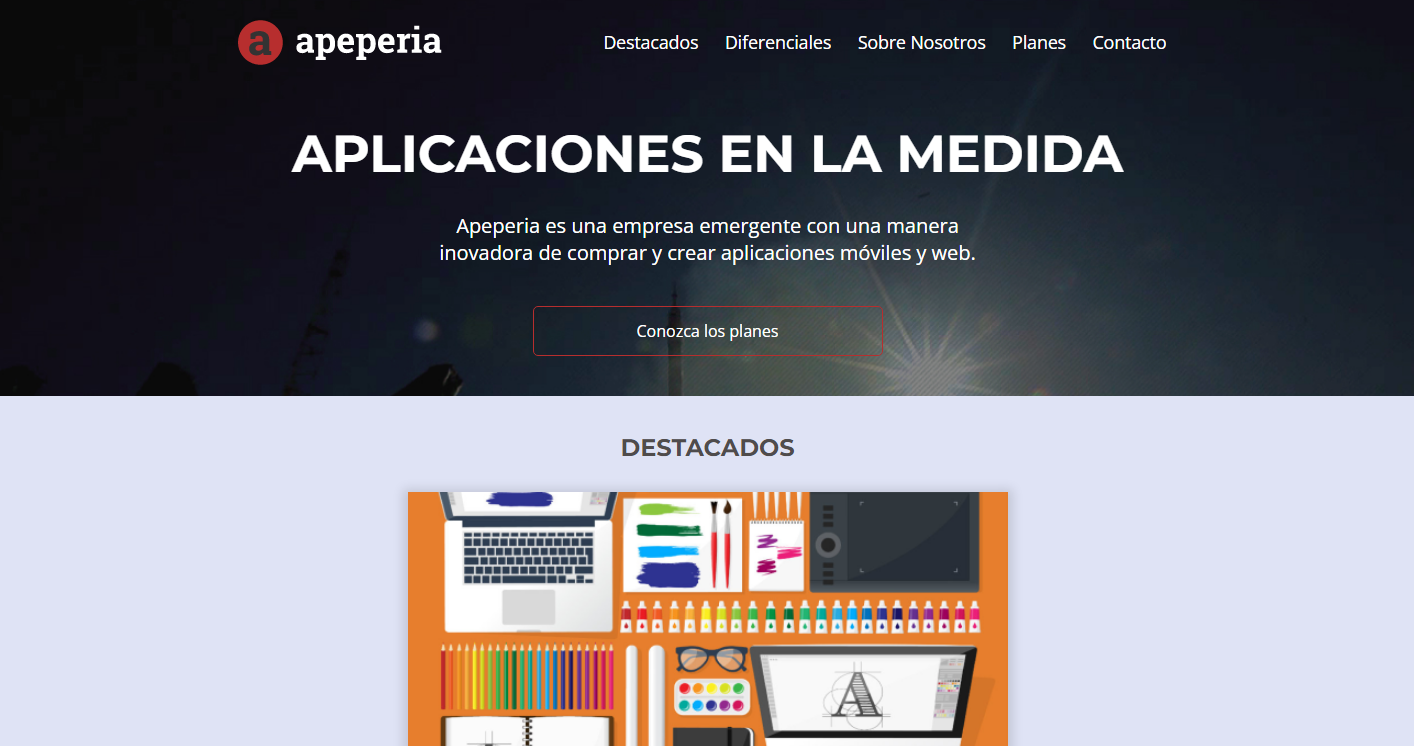 a apeperia
Destacados Diferenciales Sobre Nosotros Planes Contacto
APLICACIONES EN LA MEDIDA
Apeperia es una empresa emergente con una manera
inovadora de comprar y crear aplicaciones móviles y web.
Conozca los planes
DESTACADOS
A